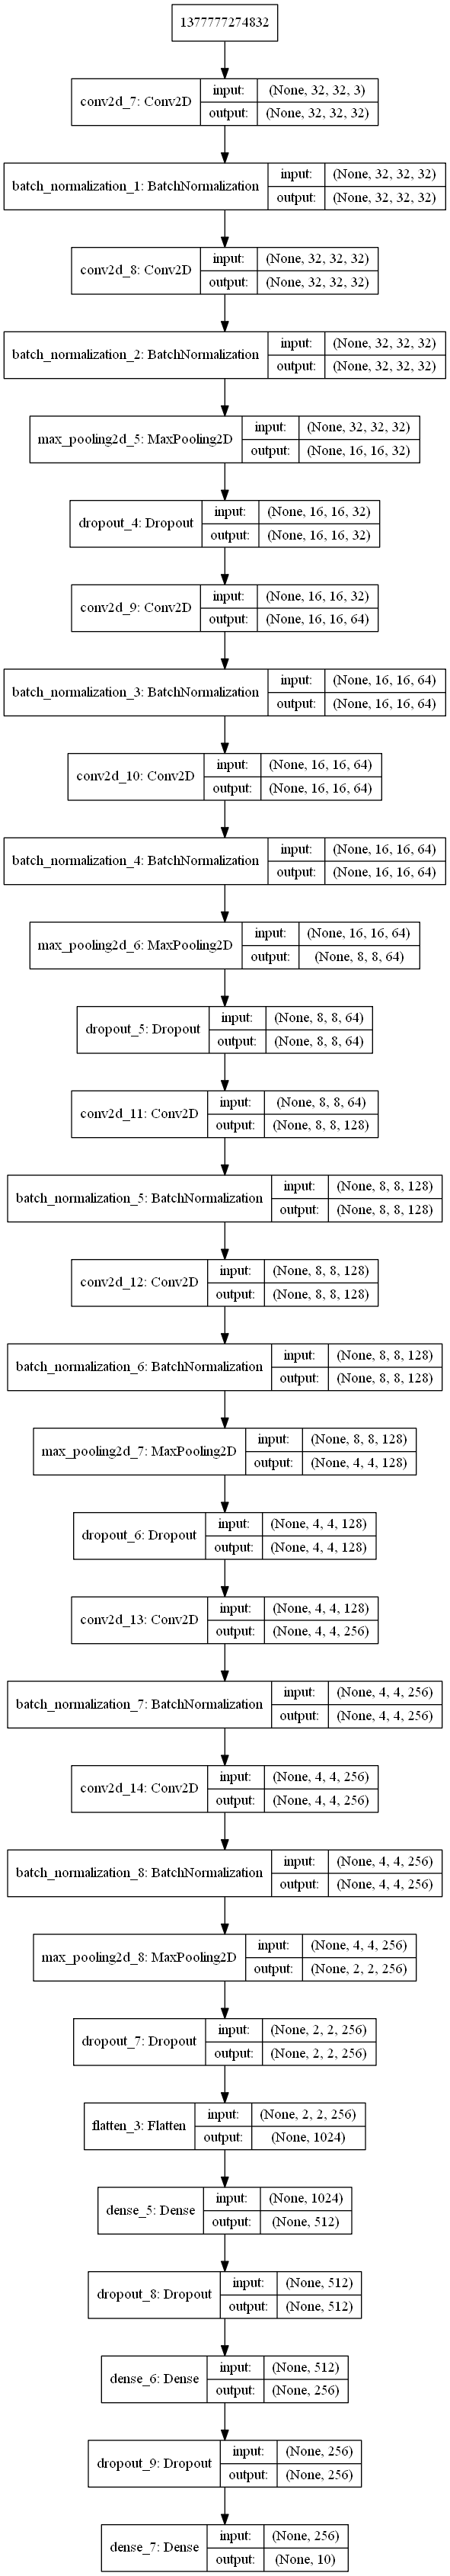 1377777274832
conv2d_7: Conv2D
input: (None, 32, 32, 3)
output: (None, 32, 32, 32)
batch_normalization_1: BatchNormalization
input: (None, 32, 32, 32)
output: (None, 32, 32, 32)
conv2d_8: Conv2D
input: (None, 32, 32, 32)
output: (None, 32, 32, 32)
batch_normalization_2: BatchNormalization
input: (None, 32, 32, 32)
output: (None, 32, 32, 32)
max_pooling2d_5: MaxPooling2D
input: (None, 32, 32, 32)
output: (None, 16, 16, 32)
dropout_4: Dropout
input: (None, 16, 16, 32)
output: (None, 16, 16, 32)
conv2d_9: Conv2D
input: (None, 16, 16, 32)
output: (None, 16, 16, 64)
batch_normalization_3: BatchNormalization
input: (None, 16, 16, 64)
output: (None, 16, 16, 64)
conv2d_10: Conv2D
input: (None, 16, 16, 64)
output: (None, 16, 16, 64)
batch_normalization_4: BatchNormalization
input: (None, 16, 16, 64)
output: (None, 16, 16, 64)
max_pooling2d_6: MaxPooling2D
input: (None, 16, 16, 64)
output: (None, 8, 8, 64)
dropout_5: Dropout
input: (None, 8, 8, 64)
output: (None, 8, 8, 64)
conv2d_11: Conv2D
input: (None, 8, 8, 64)
output: (None, 8, 8, 128)
batch_normalization_5: BatchNormalization
input: (None, 8, 8, 128)
output: (None, 8, 8, 128)
conv2d_12: Conv2D
input: (None, 8, 8, 128)
output: (None, 8, 8, 128)
batch_normalization_6: BatchNormalization
input: (None, 8, 8, 128)
output: (None, 8, 8, 128)
max_pooling2d_7: MaxPooling2D
input: (None, 8, 8, 128)
output: (None, 4, 4, 128)
dropout_6: Dropout
input: (None, 4, 4, 128)
output: (None, 4, 4, 128)
conv2d_13: Conv2D
input: (None, 4, 4, 128)
output: (None, 4, 4, 256)
batch_normalization_7: BatchNormalization
input: (None, 4, 4, 256)
output: (None, 4, 4, 256)
conv2d_14: Conv2D
input: (None, 4, 4, 256)
output: (None, 4, 4, 256)
batch_normalization_8: BatchNormalization
input: (None, 4, 4, 256)
output: (None, 4, 4, 256)
max_pooling2d_8: MaxPooling2D
input: (None, 4, 4, 256)
output: (None, 2, 2, 256)
dropout_7: Dropout
input: (None, 2, 2, 256)
output: (None, 2, 2, 256)
flatten_3: Flatten
input: (None, 2, 2, 256)
output: (None, 1024)
dense_5: Dense
input: (None, 1024)
output: (None, 512)
dropout_8: Dropout
input: (None, 512)
output: (None, 512)
dense_6: Dense
input: (None, 512)
output: (None, 256)
dropout_9: Dropout
input: (None, 256)
output: (None, 256)
dense_7: Dense
input: (None, 256)
output: (None, 10)